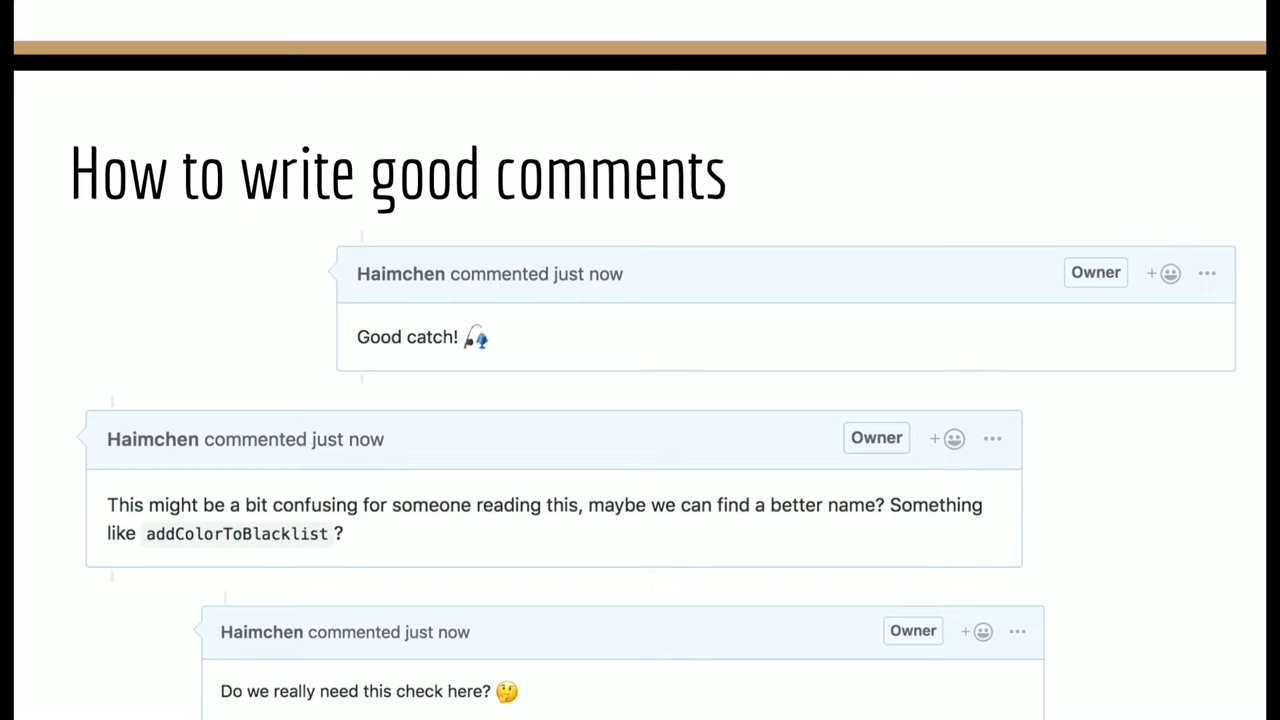 How to write good comments
Haimchen commented just now Owner
Good catch! 🎣
Haimchen commented just now Owner
This might be a bit confusing for someone reading this, maybe we can find a better name? Something
like addColorToBlacklist ?
Haimchen commented just now Owner
Do we really need this check here? 🤔